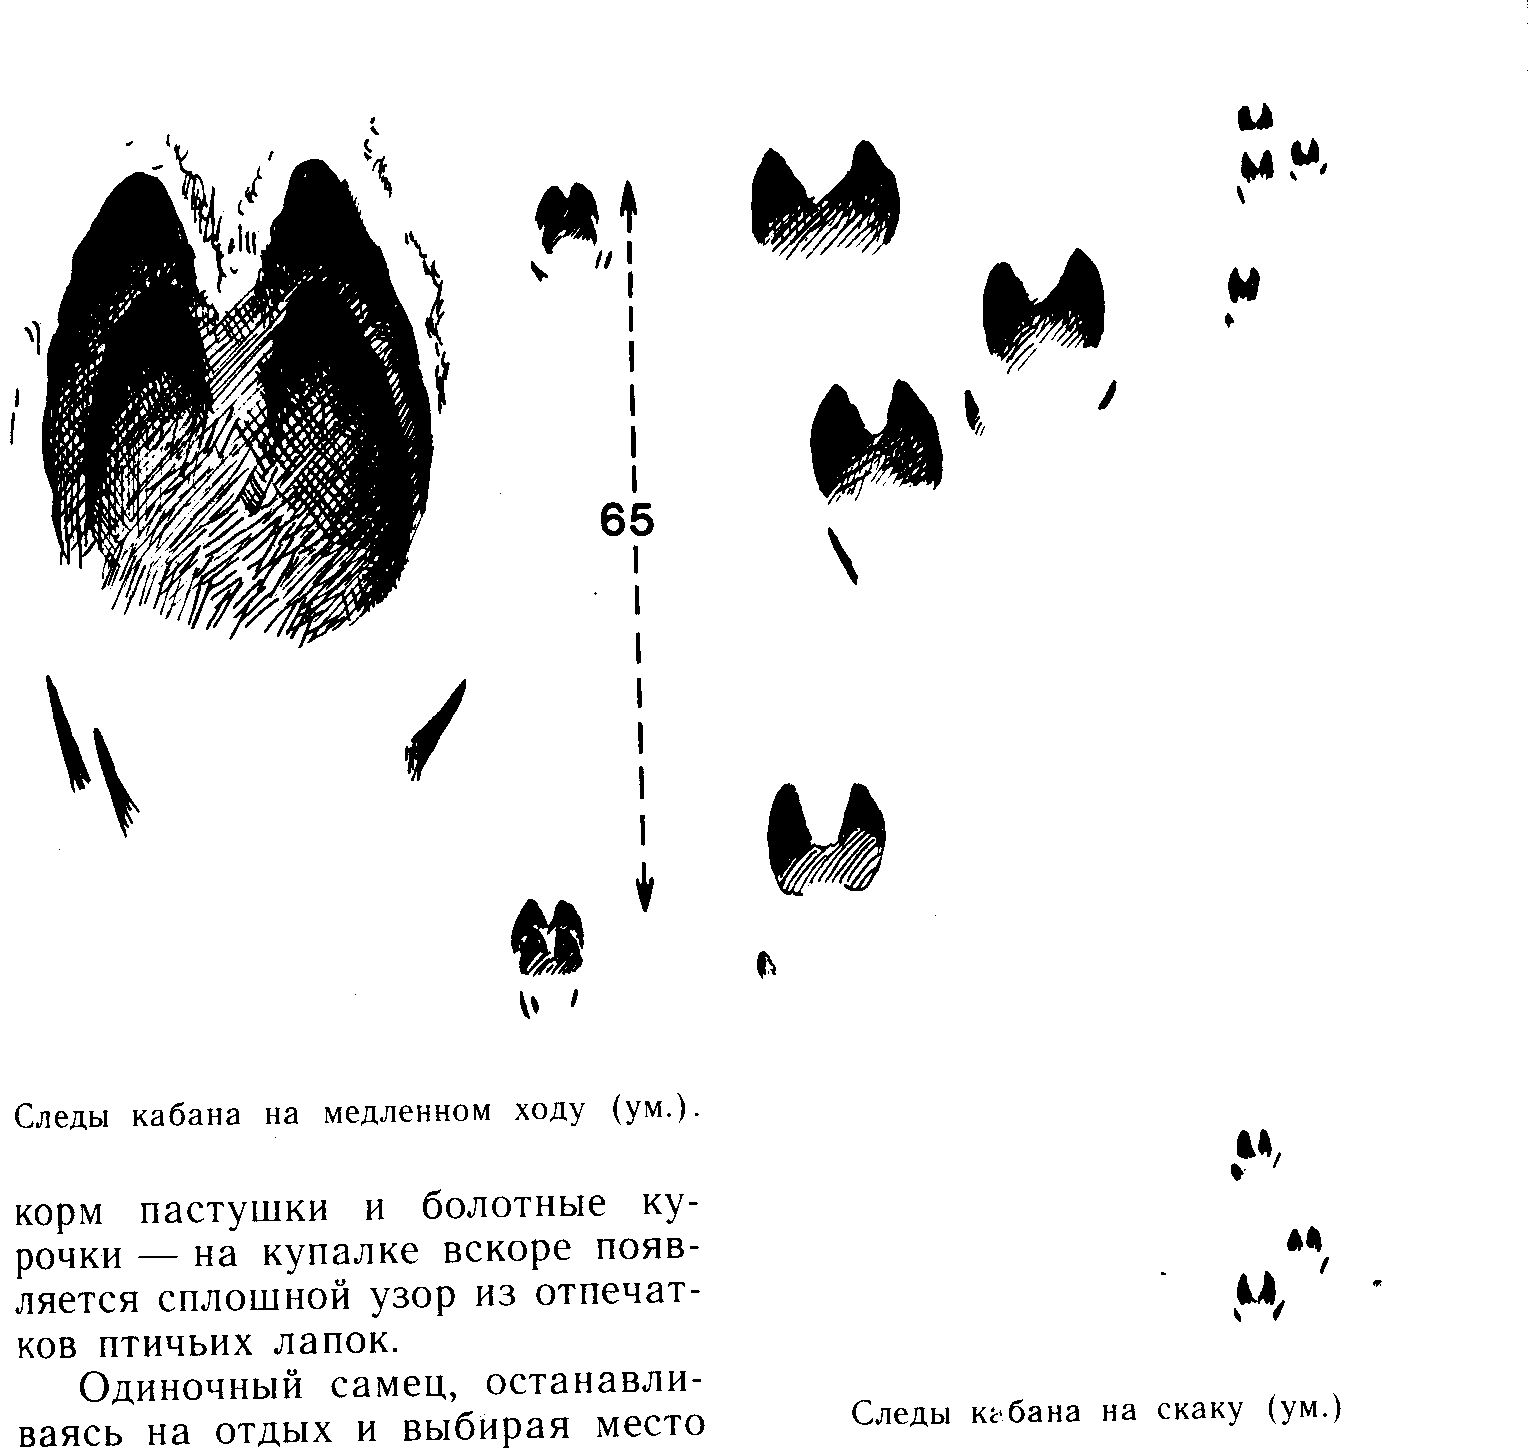 65
Следы кабана на медленном ходу (ум.).
корм пастушки и болотные ку-
рочки — на купалке вскоре появ-
ляется сплошной узор из отпечат-
ков птичьих лапок.
Одиночный самец, останавли-
ваясь на отдых и выбирая место
Следы кабана на скаку (ум.)